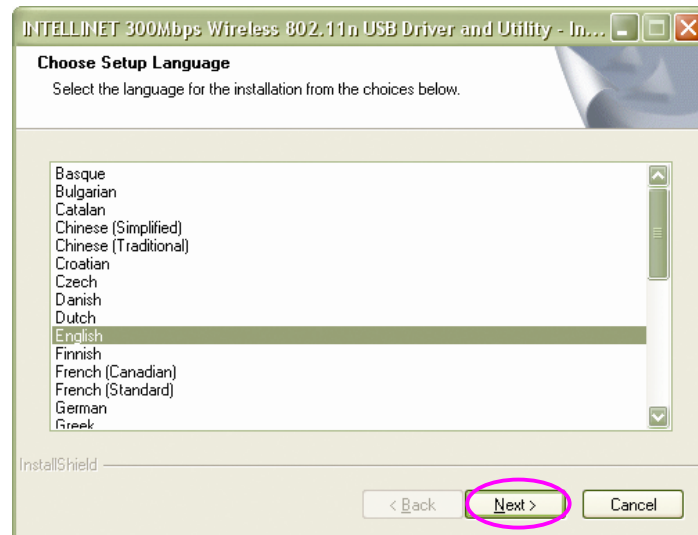 INTELLINET 300Mbps Wireless 802.11n USB Driver and Utility - In...
Choose Setup Language
Select the language for the installation from the choices below.
Basque
Bulgarian
Catalan
Chinese (Simplified)
Chinese (Traditional)
Croatian
Czech
Danish
Dutch
English
Finnish
French (Canadian)
French (Standard)
German
Greek
InstallShield
< Back Next > Cancel